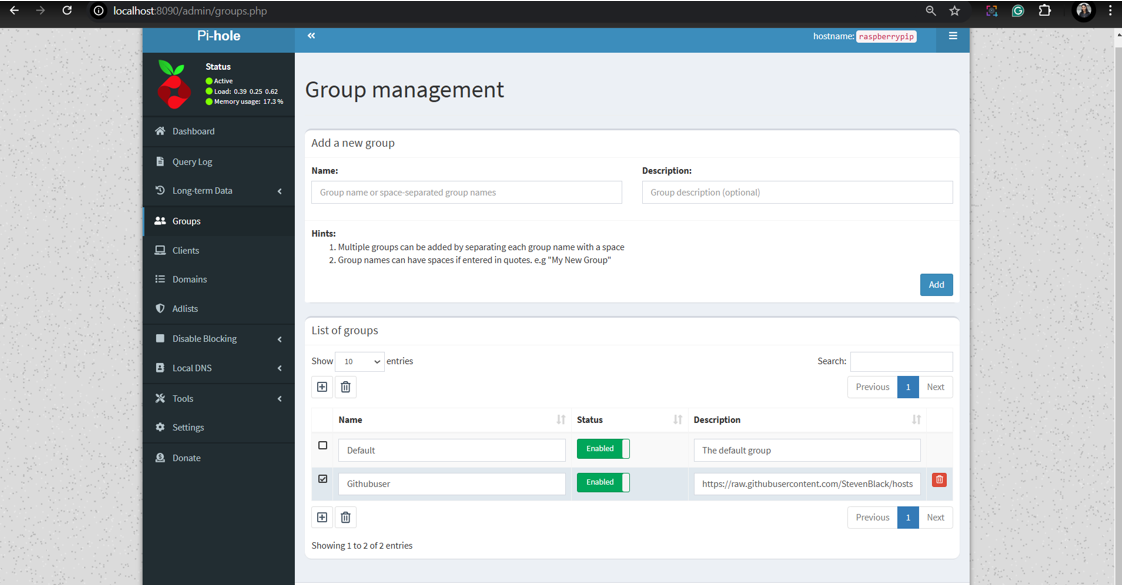 localhost:8090/admin/groups.php
Pi-hole
hostname: raspberrypip
Status
Active
Load: 0.39 0.25 0.62
Memory usage: 17.3 %
Dashboard
Query Log
Long-term Data
Groups
Clients
Domains
Adlists
Disable Blocking
Local DNS
Tools
Settings
Donate
Group management
Add a new group
Name: Description:
Group name or space-separated group names Group description (optional)
Hints:
1. Multiple groups can be added by separating each group name with a space
2. Group names can have spaces if entered in quotes. e.g "My New Group"
Add
List of groups
Show 10 entries Search:
Previous 1 Next
Name Status Description
Default Enabled The default group
Githubuser Enabled https://raw.githubusercontent.com/StevenBlack/hosts
Previous 1 Next
Showing 1 to 2 of 2 entries